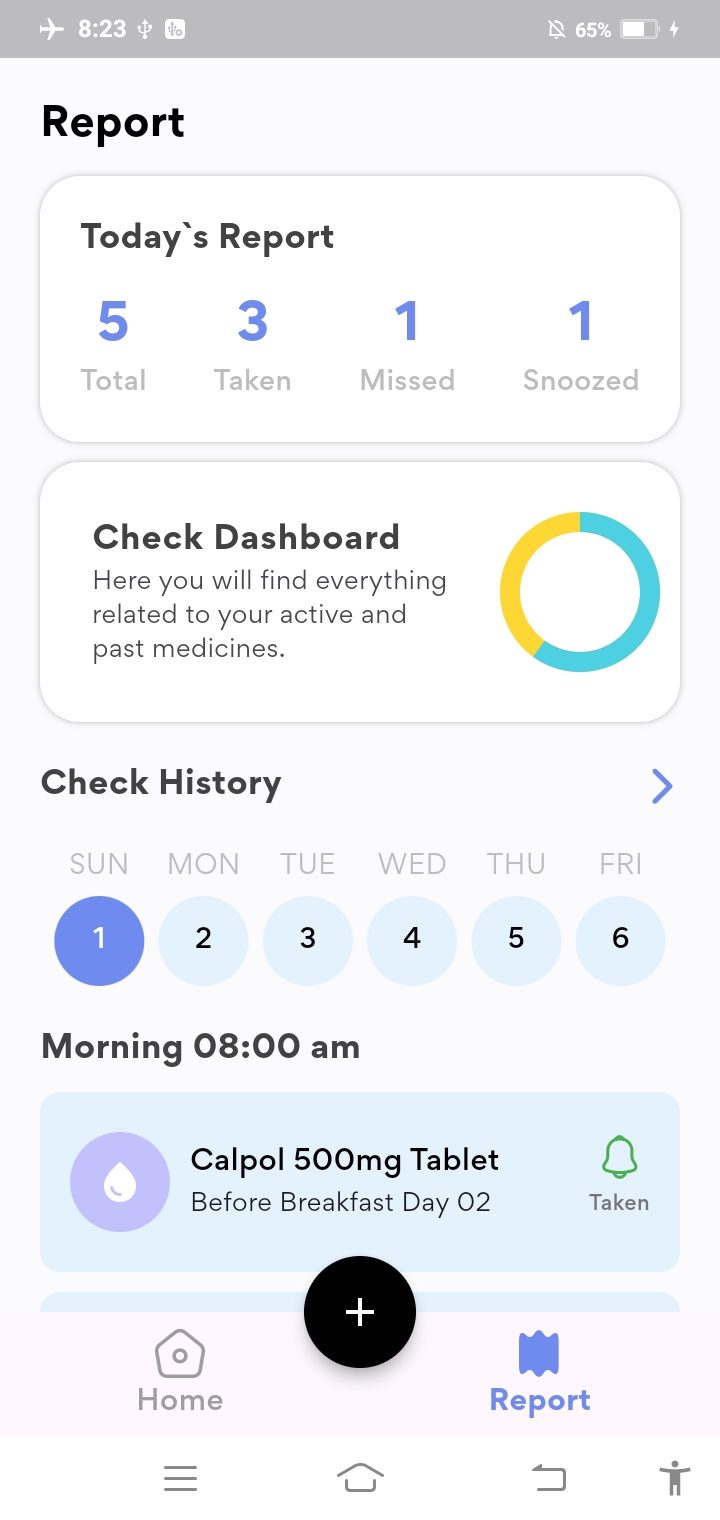 8:23
65%
Report
Today`s Report
5 3 1 1
Total Taken Missed Snoozed
Check Dashboard
Here you will find everything
related to your active and
past medicines.
Check History
SUN MON TUE WED THU FRI
1 2 3 4 5 6
Morning 08:00 am
Calpol 500mg Tablet
Before Breakfast Day 02
Taken
Home
Report